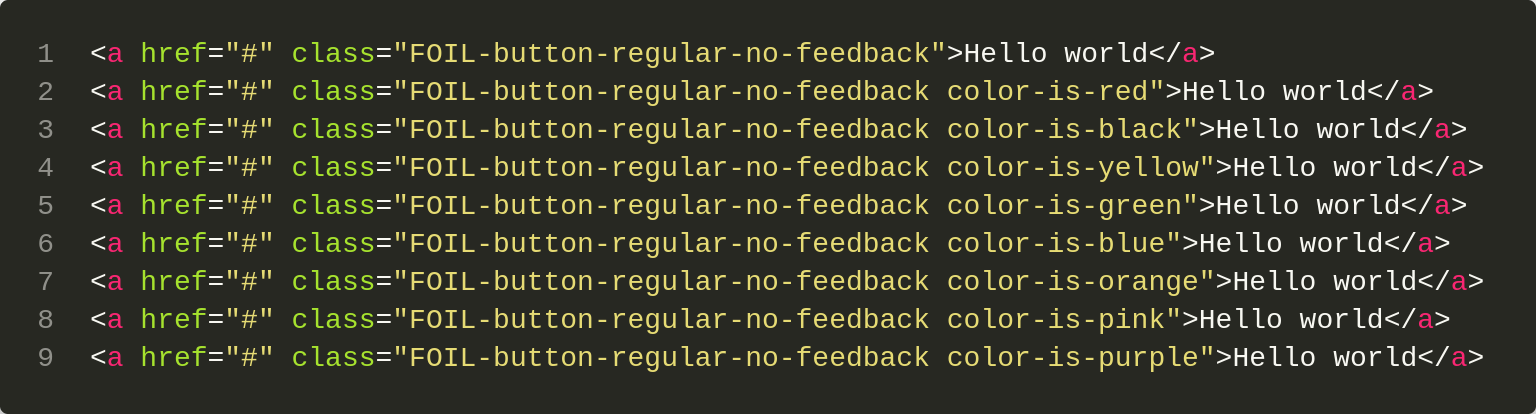 1 <a href="#" class="FOIL-button-regular-no-feedback">Hello world</a>
2 <a href="#" class="FOIL-button-regular-no-feedback color-is-red">Hello world</a>
3 <a href="#" class="FOIL-button-regular-no-feedback color-is-black">Hello world</a>
4 <a href="#" class="FOIL-button-regular-no-feedback color-is-yellow">Hello world</a>
5 <a href="#" class="FOIL-button-regular-no-feedback color-is-green">Hello world</a>
6 <a href="#" class="FOIL-button-regular-no-feedback color-is-blue">Hello world</a>
7 <a href="#" class="FOIL-button-regular-no-feedback color-is-orange">Hello world</a>
8 <a href="#" class="FOIL-button-regular-no-feedback color-is-pink">Hello world</a>
9 <a href="#" class="FOIL-button-regular-no-feedback color-is-purple">Hello world</a>